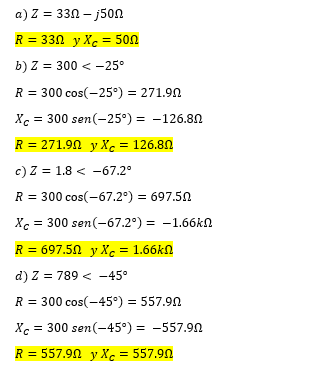 a) Z = 33Ω − j50Ω
R = 33Ω y X_C = 50Ω
b) Z = 300 < −25°
R = 300 cos(−25°) = 271.9Ω
X_C = 300 sen(−25°) = −126.8Ω
R = 271.9Ω y X_C = 126.8Ω
c) Z = 1.8 < −67.2°
R = 300 cos(−67.2°) = 697.5Ω
X_C = 300 sen(−67.2°) = −1.66kΩ
R = 697.5Ω y X_C = 1.66kΩ
d) Z = 789 < −45°
R = 300 cos(−45°) = 557.9Ω
X_C = 300 sen(−45°) = −557.9Ω
R = 557.9Ω y X_C = 557.9Ω